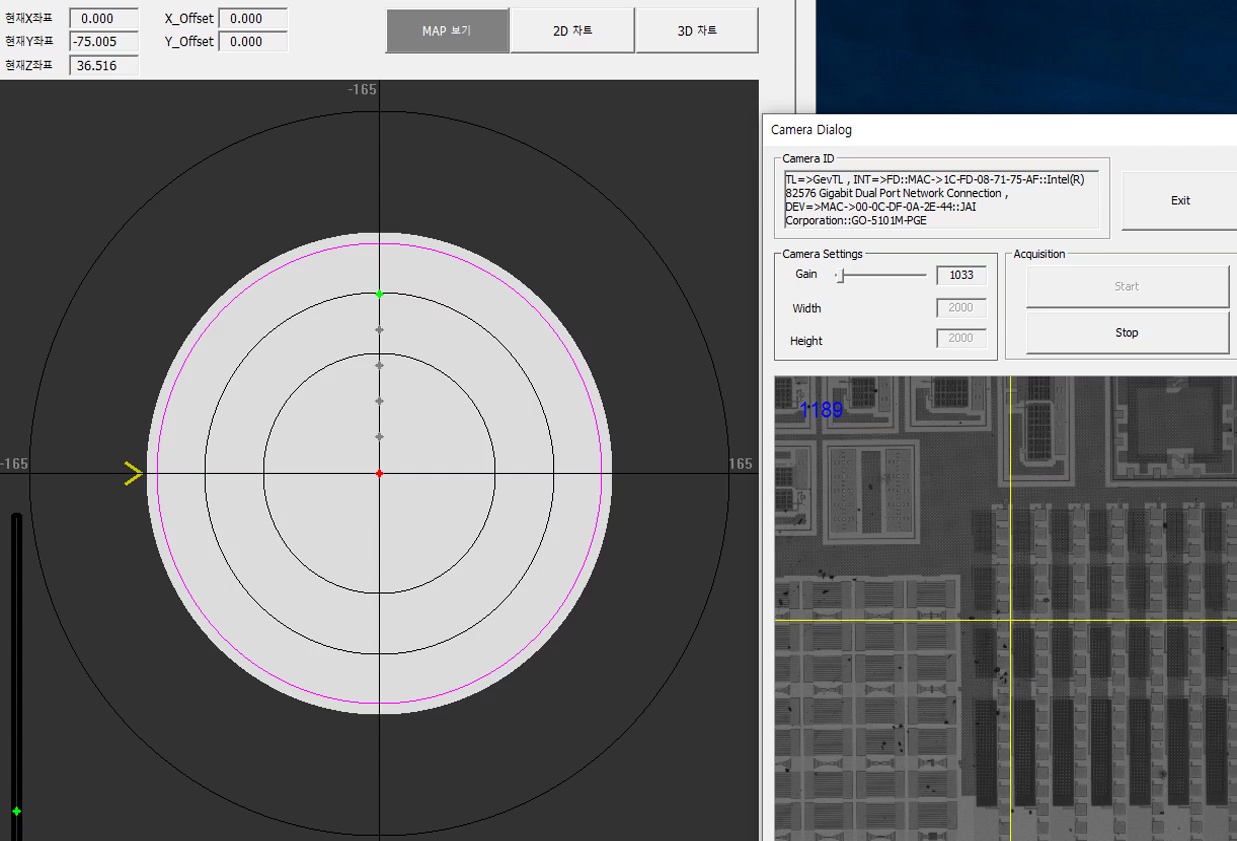 현재X좌표 0.000 X_Offset 0.000
현재Y좌표 -75.005 Y_Offset 0.000
현재Z좌표 36.516
MAP 보기 2D 차트 3D 차트
-165
-165
165
Camera Dialog
Camera ID
TL=>GevTL , INT=>FD::MAC->1C-FD-08-71-75-AF::Intel(R)
82576 Gigabit Dual Port Network Connection ,
DEV=>MAC->00-0C-DF-0A-2E-44::JAI
Corporation::GO-5101M-PGE
Exit
Camera Settings
Gain 1033
Width 2000
Height 2000
Acquisition
Start
Stop
1189